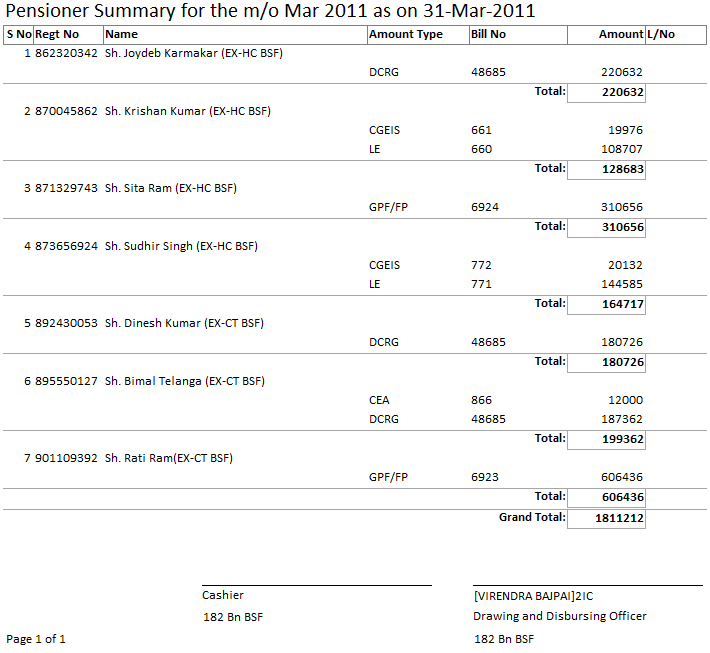 Pensioner Summary for the m/o Mar 2011 as on 31-Mar-2011
S No Regt No Name Amount Type Bill No Amount L/No
1 862320342 Sh. Joydeb Karmakar (EX-HC BSF)
DCRG 48685 220632
Total: 220632
2 870045862 Sh. Krishan Kumar (EX-HC BSF)
CGEIS 661 19976
LE 660 108707
Total: 128683
3 871329743 Sh. Sita Ram (EX-HC BSF)
GPF/FP 6924 310656
Total: 310656
4 873656924 Sh. Sudhir Singh (EX-HC BSF)
CGEIS 772 20132
LE 771 144585
Total: 164717
5 892430053 Sh. Dinesh Kumar (EX-CT BSF)
DCRG 48685 180726
Total: 180726
6 895550127 Sh. Bimal Telanga (EX-CT BSF)
CEA 866 12000
DCRG 48685 187362
Total: 199362
7 901109392 Sh. Rati Ram(EX-CT BSF)
GPF/FP 6923 606436
Total: 606436
Grand Total: 1811212
Cashier [VIRENDRA BAJPAI]2IC
182 Bn BSF Drawing and Disbursing Officer
Page 1 of 1 182 Bn BSF